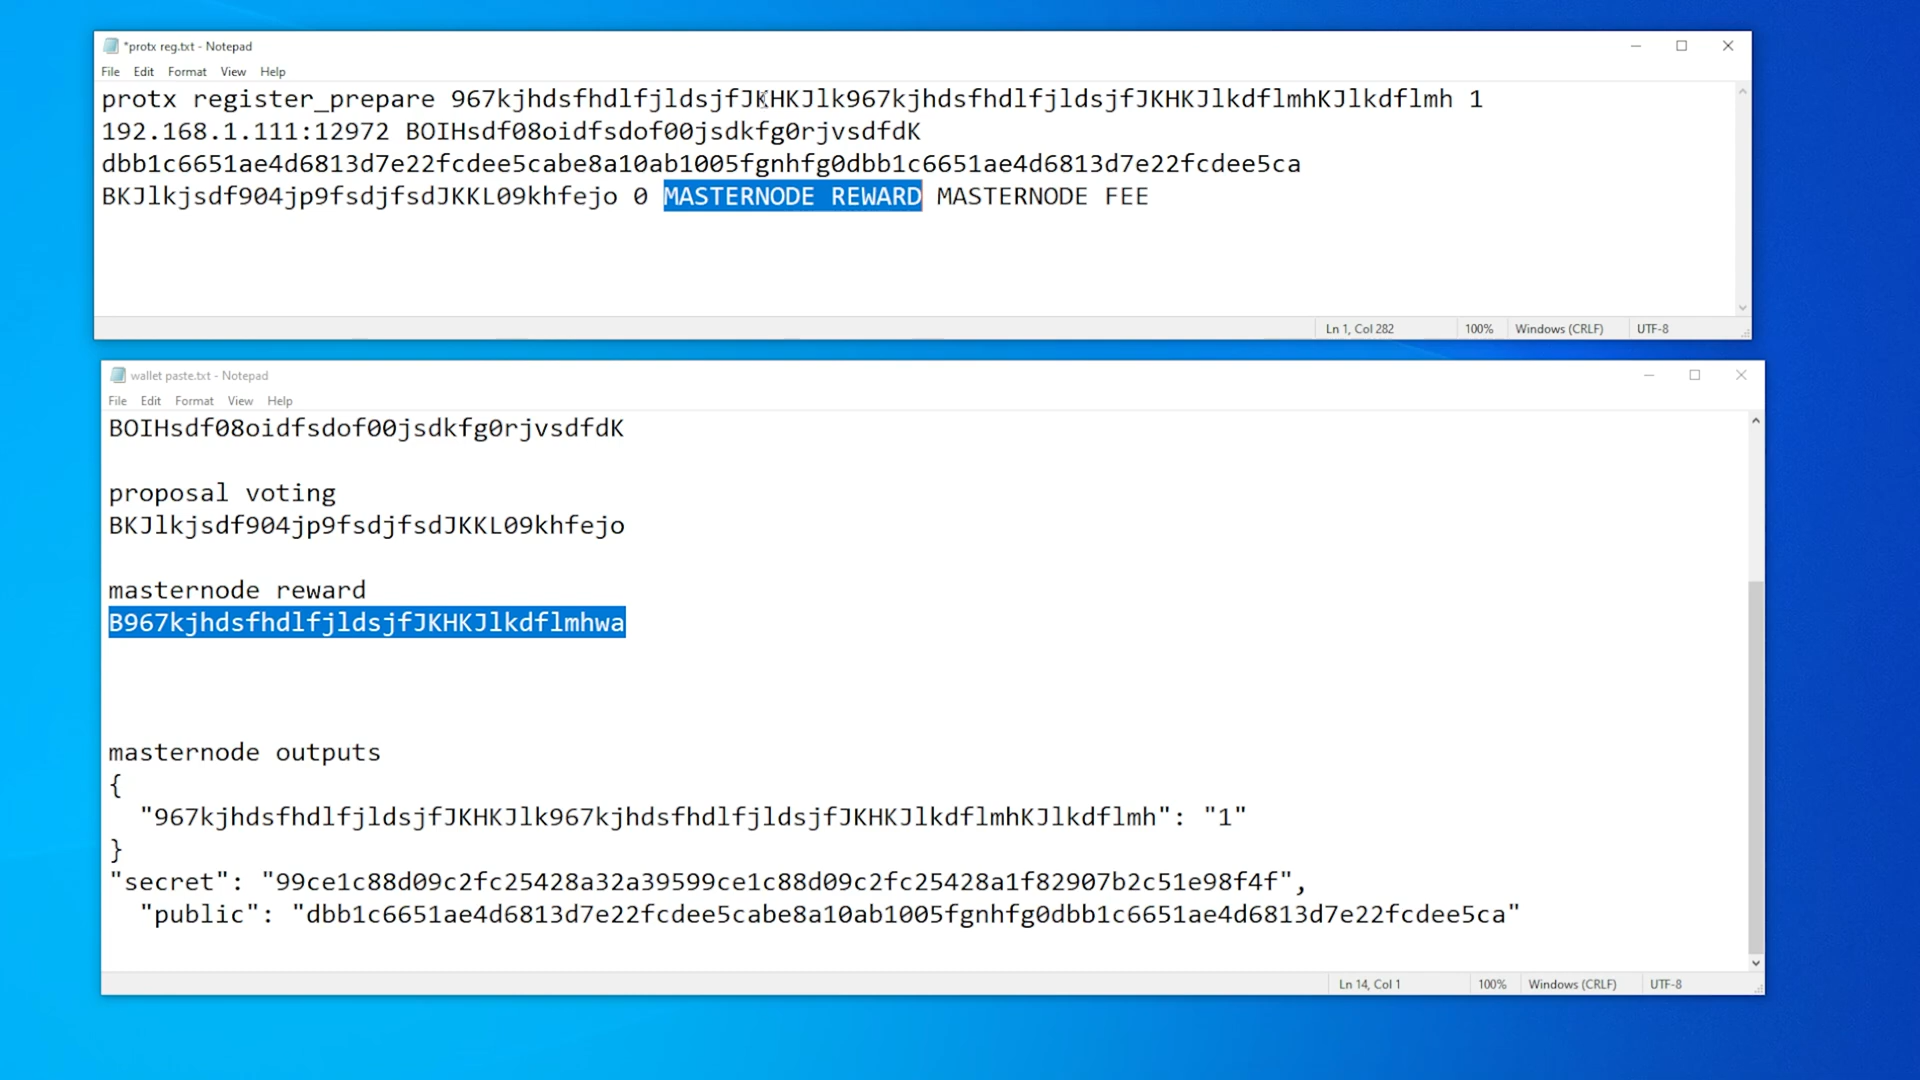 *protx reg.txt - Notepad
File Edit Format View Help
protx register_prepare 967kjhdsfhdlfjldsjfJKHKJlk967kjhdsfhdlfjldsjfJKHKJlkdflmhKJlkdflmh 1
192.168.1.111:12972 BOIHsdf08oidfsdof00jsdkfg0rjvsdfdK
dbb1c6651ae4d6813d7e22fcdee5cabe8a10ab1005fgnhfg0dbb1c6651ae4d6813d7e22fcdee5ca
BKJlkjsdf904jp9fsdjfsdJKKL09khfejo 0 MASTERNODE REWARD MASTERNODE FEE
Ln 1, Col 282 100% Windows (CRLF) UTF-8
wallet paste.txt - Notepad
File Edit Format View Help
BOIHsdf08oidfsdof00jsdkfg0rjvsdfdK
proposal voting
BKJlkjsdf904jp9fsdjfsdJKKL09khfejo
masternode reward
B967kjhdsfhdlfjldsjfJKHKJlkdflmhwa
masternode outputs
{
"967kjhdsfhdlfjldsjfJKHKJlk967kjhdsfhdlfjldsjfJKHKJlkdflmhKJlkdflmh": "1"
}
"secret": "99ce1c88d09c2fc25428a32a39599ce1c88d09c2fc25428a1f82907b2c51e98f4f",
"public": "dbb1c6651ae4d6813d7e22fcdee5cabe8a10ab1005fgnhfg0dbb1c6651ae4d6813d7e22fcdee5ca"
Ln 14, Col 1 100% Windows (CRLF) UTF-8